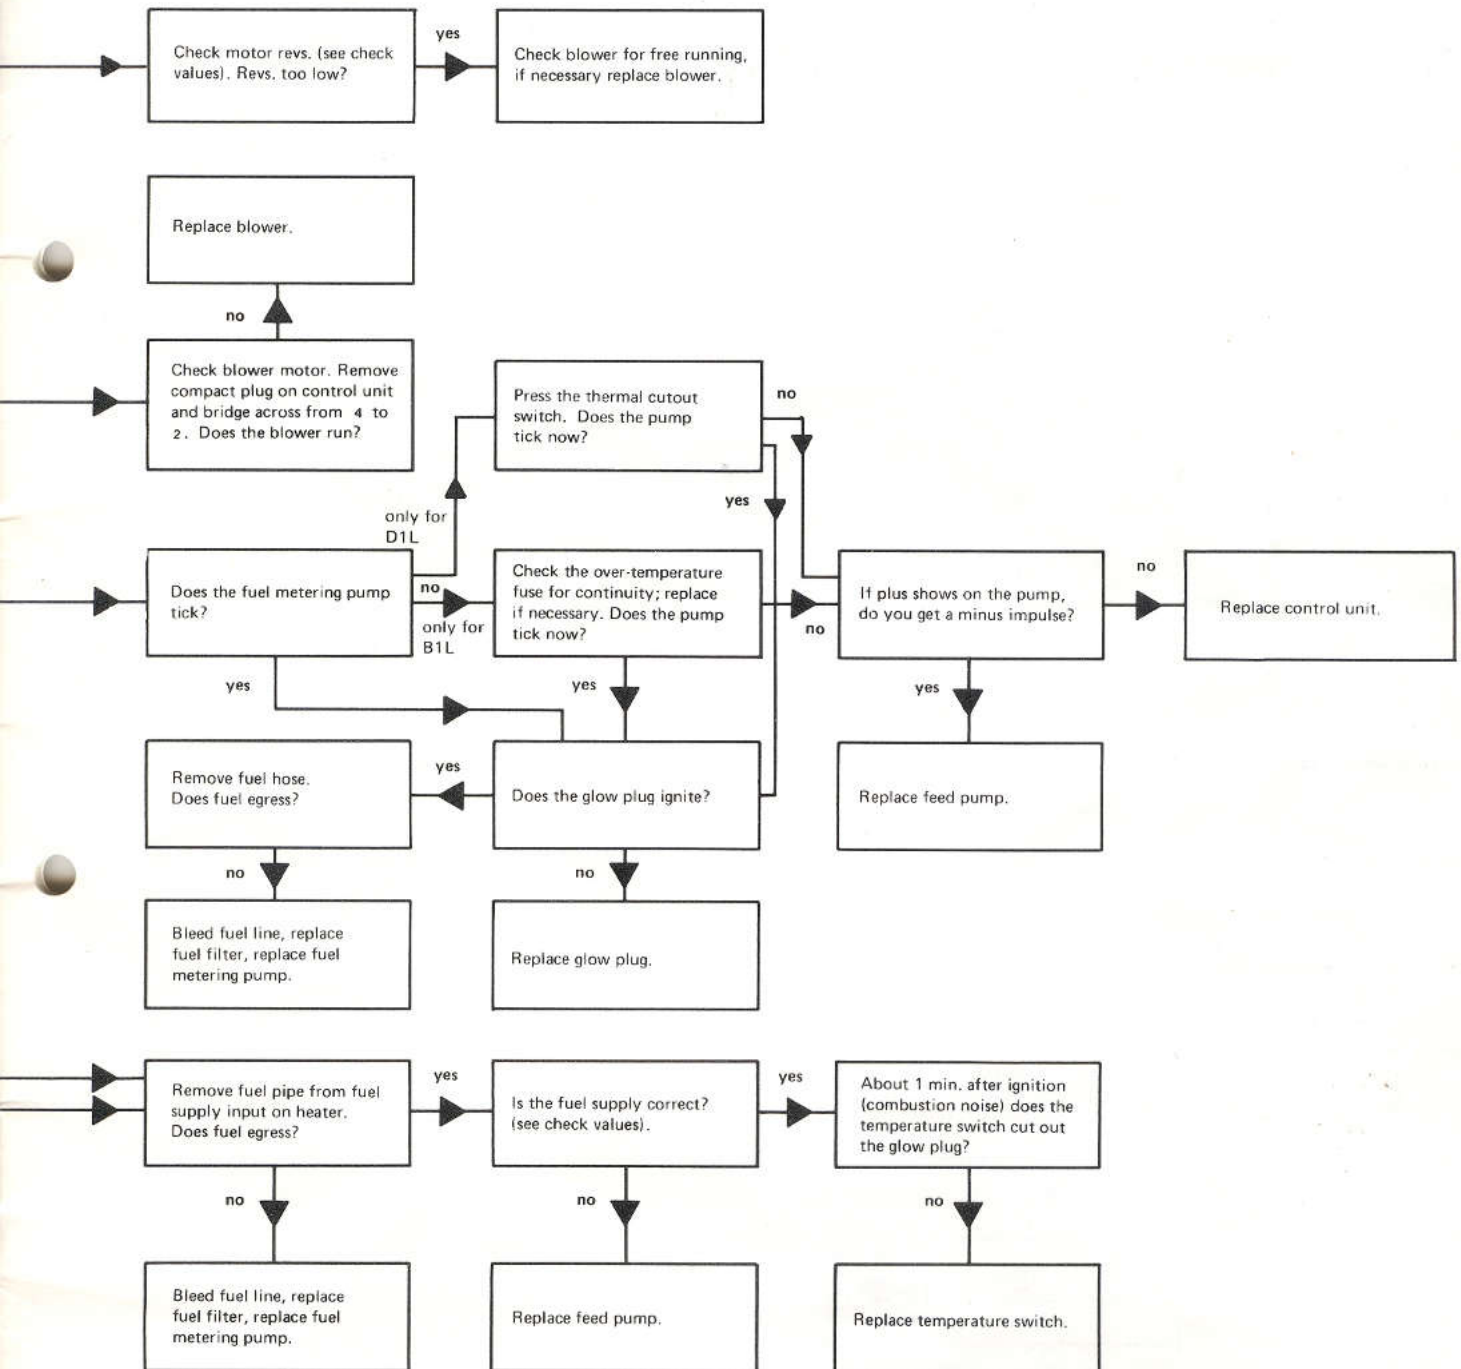 Check motor revs. (see check
values). Revs. too low?
yes
Check blower for free running,
if necessary replace blower.
Replace blower.
no
Check blower motor. Remove
compact plug on control unit
and bridge across from 4 to
2. Does the blower run?
Press the thermal cutout
switch. Does the pump
tick now?
no
yes
only for
D1L
Does the fuel metering pump
tick?
no
only for
B1L
Check the over-temperature
fuse for continuity; replace
if necessary. Does the pump
tick now?
no
If plus shows on the pump,
do you get a minus impulse?
no
Replace control unit.
yes
yes
yes
Remove fuel hose.
Does fuel egress?
yes
Does the glow plug ignite?
Replace feed pump.
no
no
Bleed fuel line, replace
fuel filter, replace fuel
metering pump.
Replace glow plug.
Remove fuel pipe from fuel
supply input on heater.
Does fuel egress?
yes
Is the fuel supply correct?
(see check values).
yes
About 1 min. after ignition
(combustion noise) does the
temperature switch cut out
the glow plug?
no
no
no
Bleed fuel line, replace
fuel filter, replace fuel
metering pump.
Replace feed pump.
Replace temperature switch.